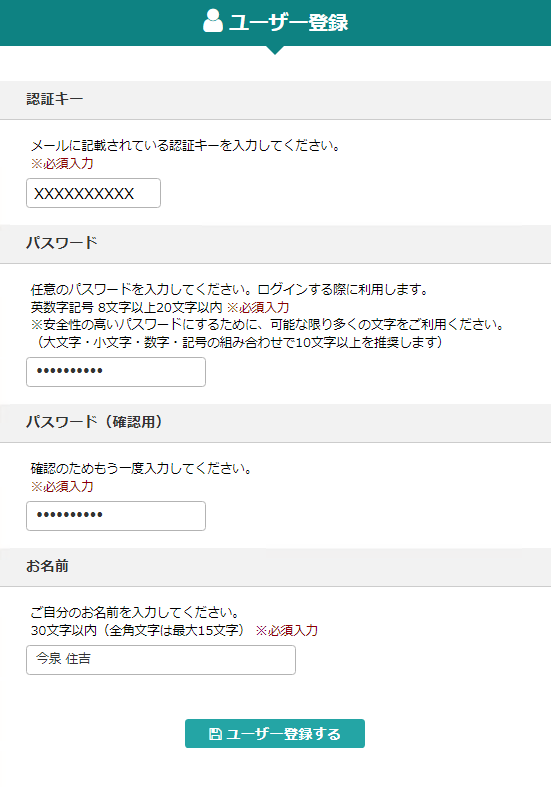 ユーザー登録
認証キー
メールに記載されている認証キーを入力してください。
※必須入力
XXXXXXXXXX
パスワード
任意のパスワードを入力してください。ログインする際に利用します。
英数字記号 8文字以上20文字以内 ※必須入力
※安全性の高いパスワードにするために、可能な限り多くの文字をご利用ください。
（大文字・小文字・数字・記号の組み合わせで10文字以上を推奨します）
••••••••••
パスワード（確認用）
確認のためもう一度入力してください。
※必須入力
••••••••••
お名前
ご自分のお名前を入力してください。
30文字以内（全角文字は最大15文字） ※必須入力
今泉 住吉
ユーザー登録する